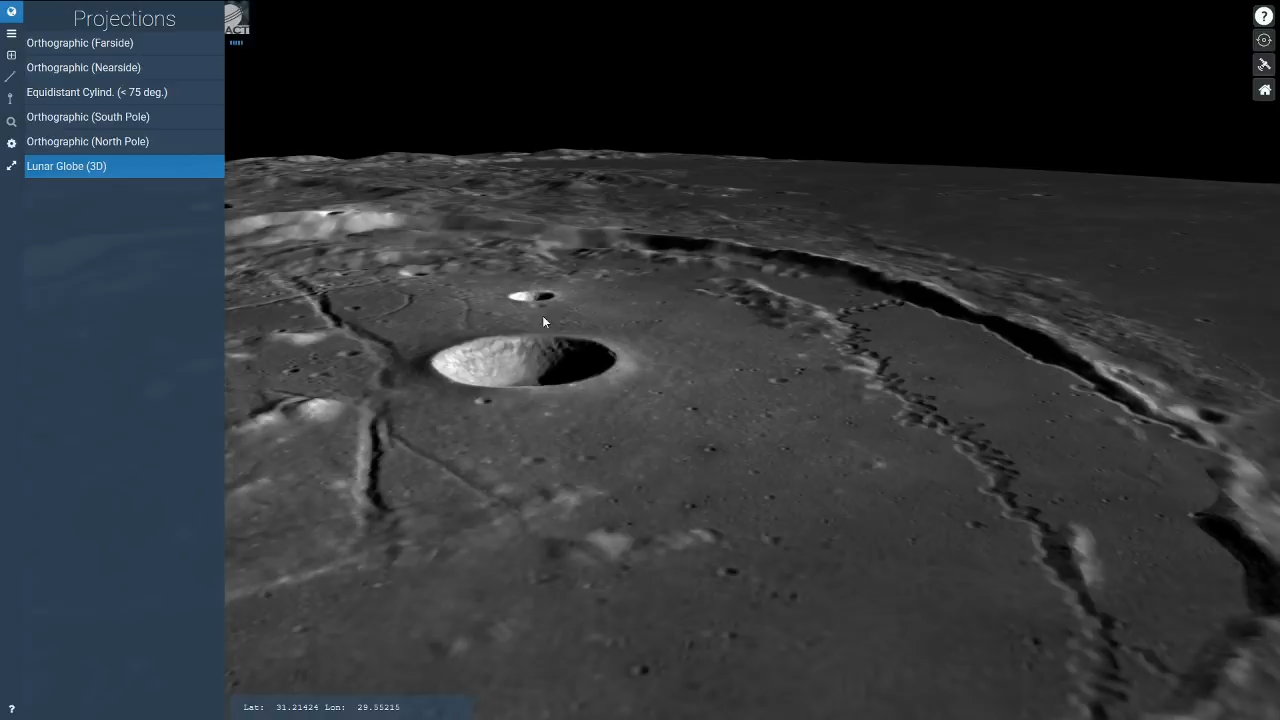 Projections
Orthographic (Farside)
Orthographic (Nearside)
Equidistant Cylind. (< 75 deg.)
Orthographic (South Pole)
Orthographic (North Pole)
Lunar Globe (3D)
ACT
?
?
Lat: 31.21424 Lon: 29.55215